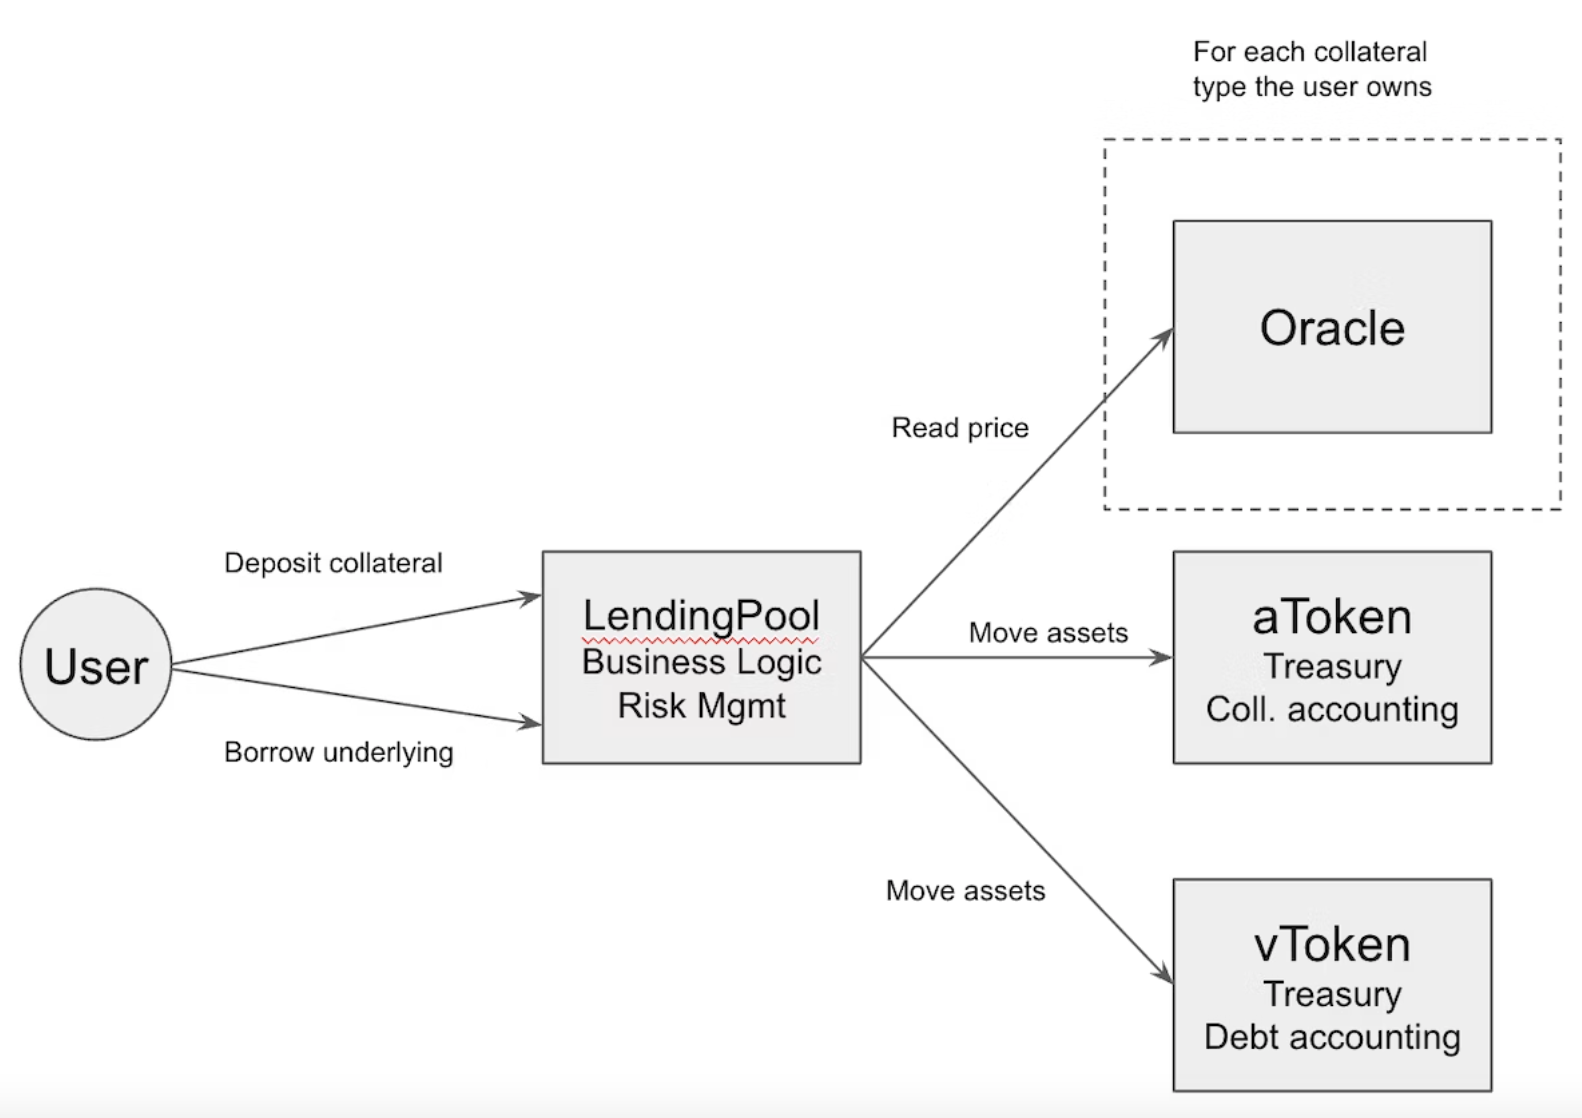 For each collateral
type the user owns
Oracle
Read price
Deposit collateral
User
Borrow underlying
LendingPool
Business Logic
Risk Mgmt
Move assets
aToken
Treasury
Coll. accounting
Move assets
vToken
Treasury
Debt accounting